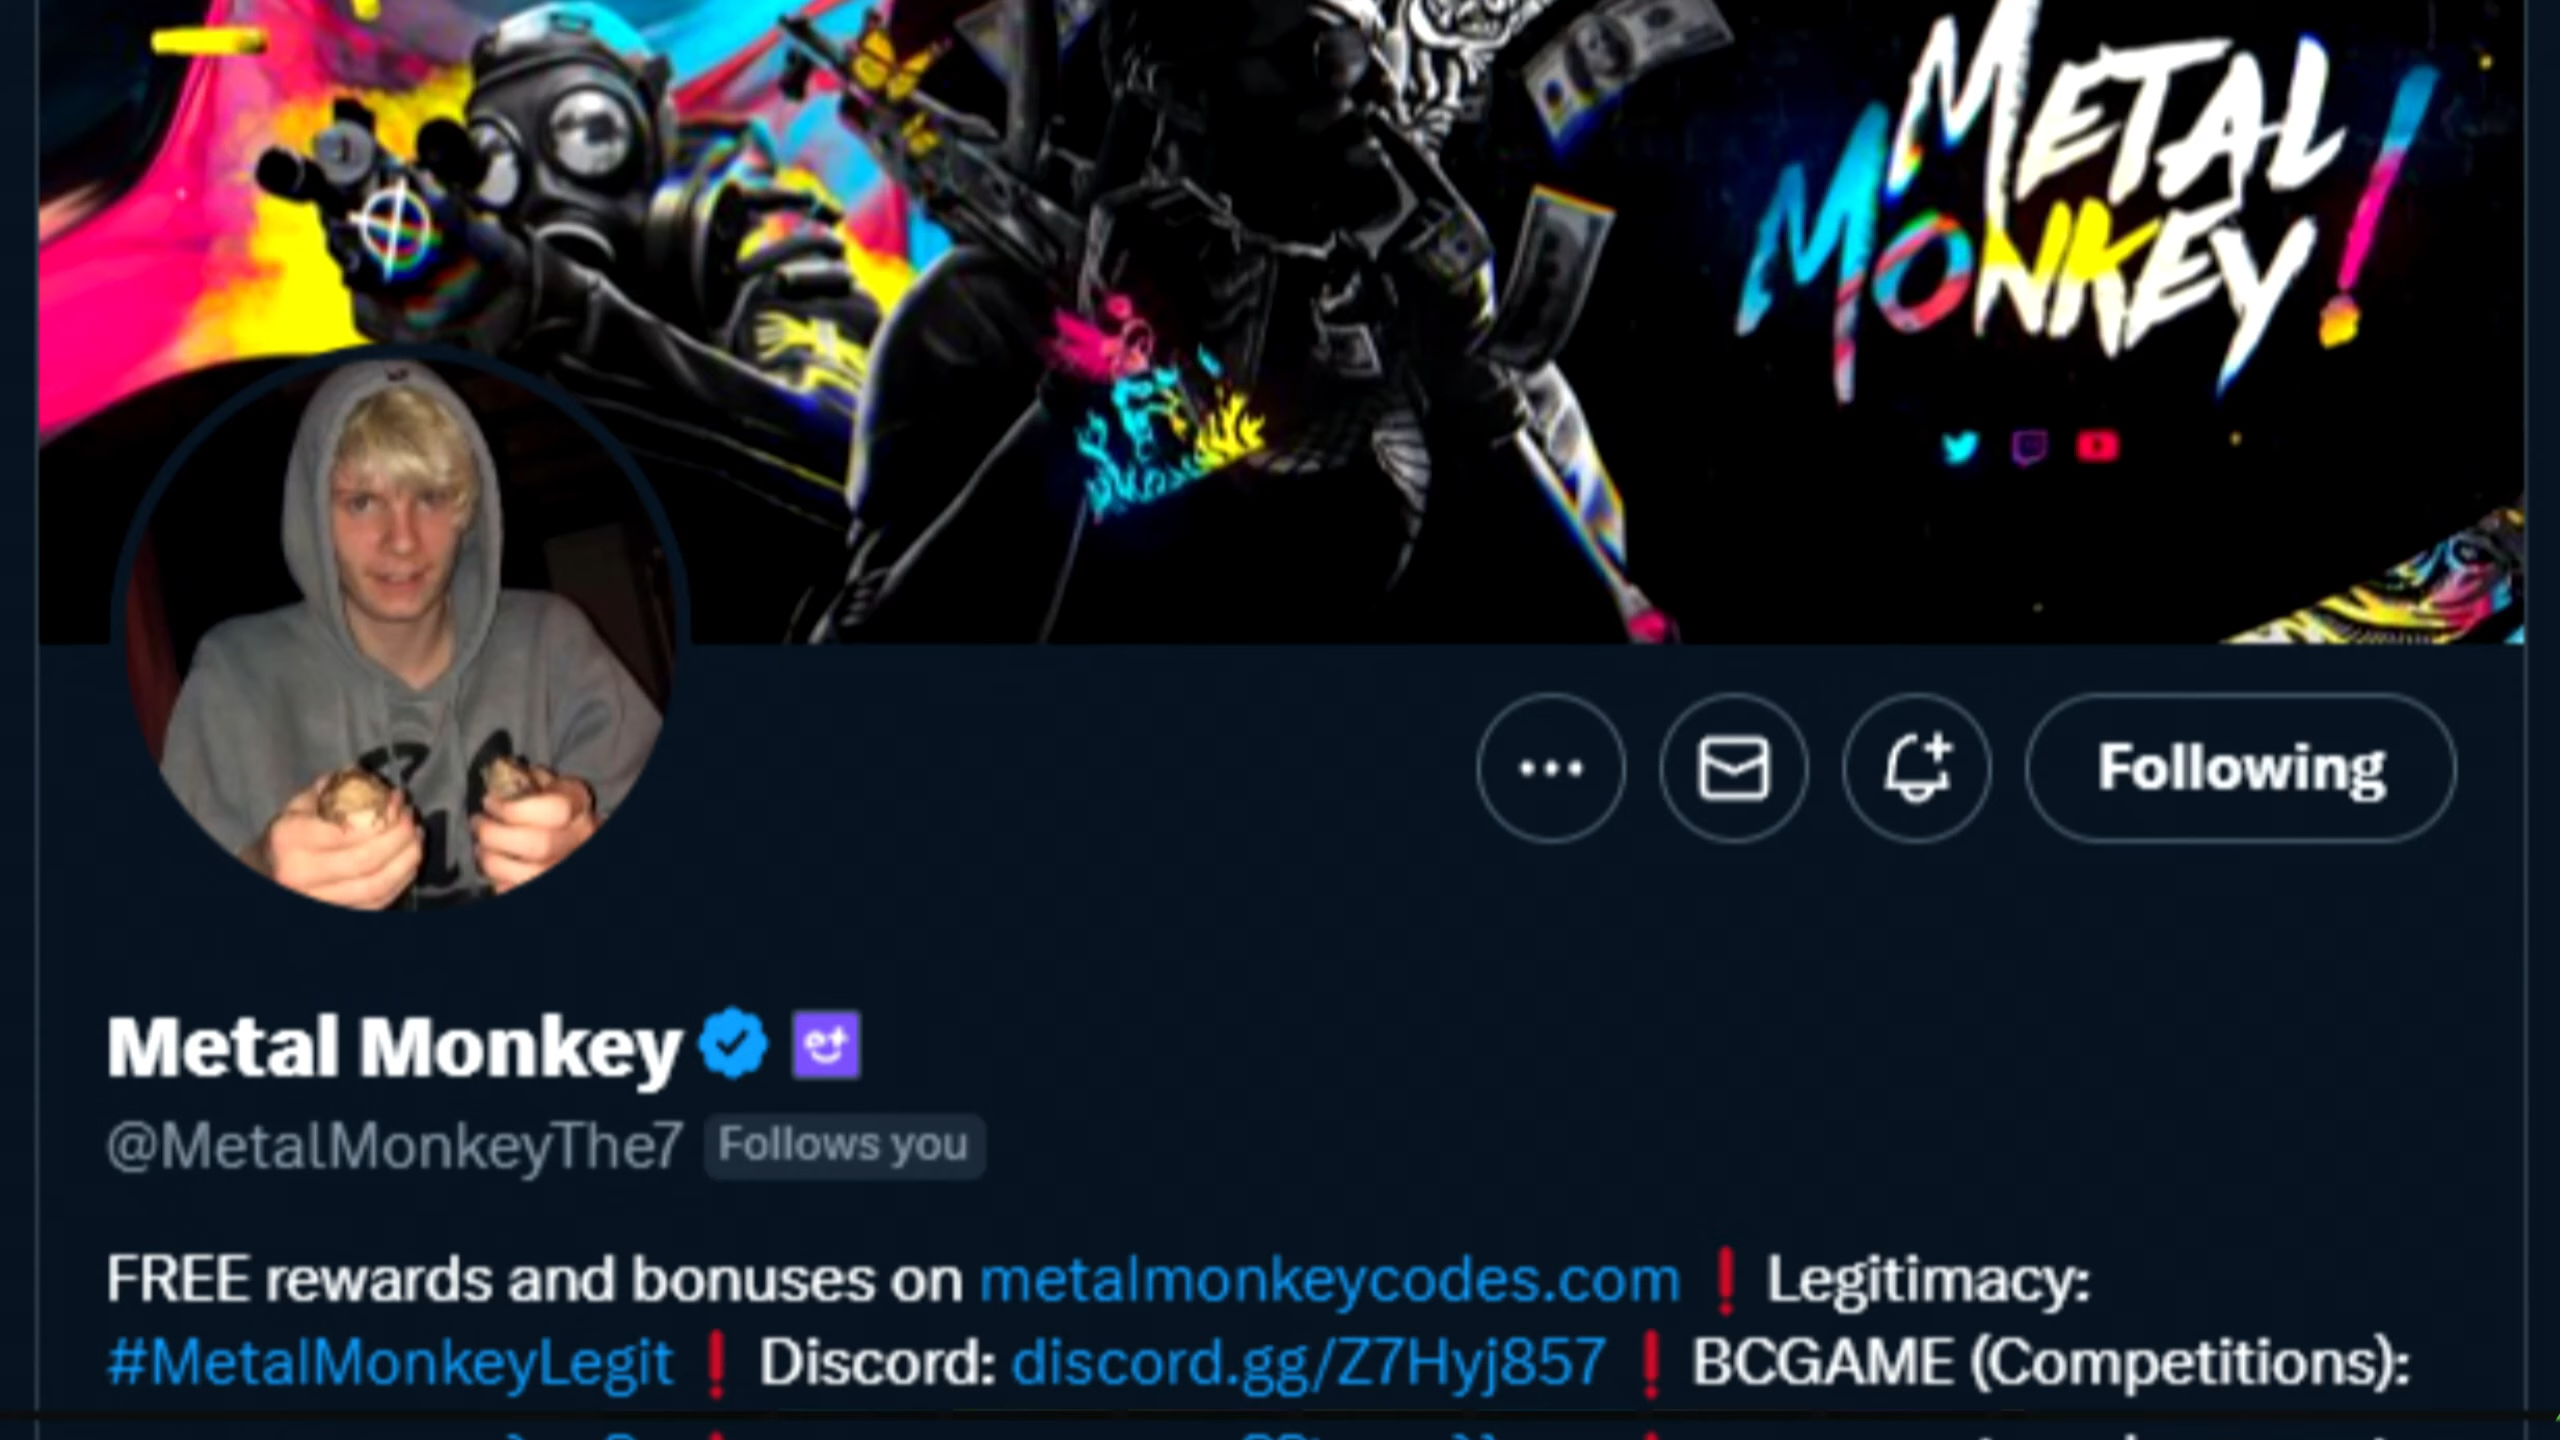 METAL
MONKEY!
Following
Metal Monkey
@MetalMonkeyThe7 Follows you
FREE rewards and bonuses on metalmonkeycodes.com ❗ Legitimacy:
#MetalMonkeyLegit ❗ Discord: discord.gg/Z7Hyj857 ❗ BCGAME (Competitions):